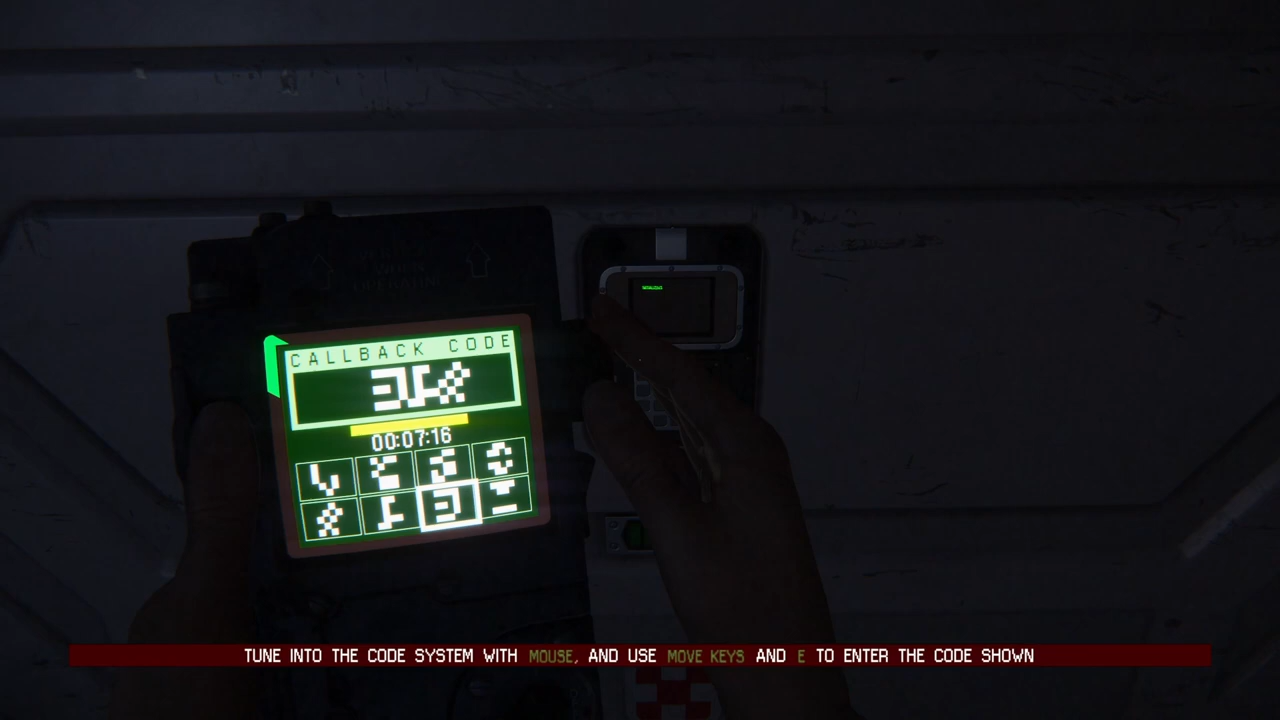 WHEN
CALLBACK CODE
00:07:16
TUNE INTO THE CODE SYSTEM WITH MOUSE, AND USE MOVE KEYS AND E TO ENTER THE CODE SHOWN